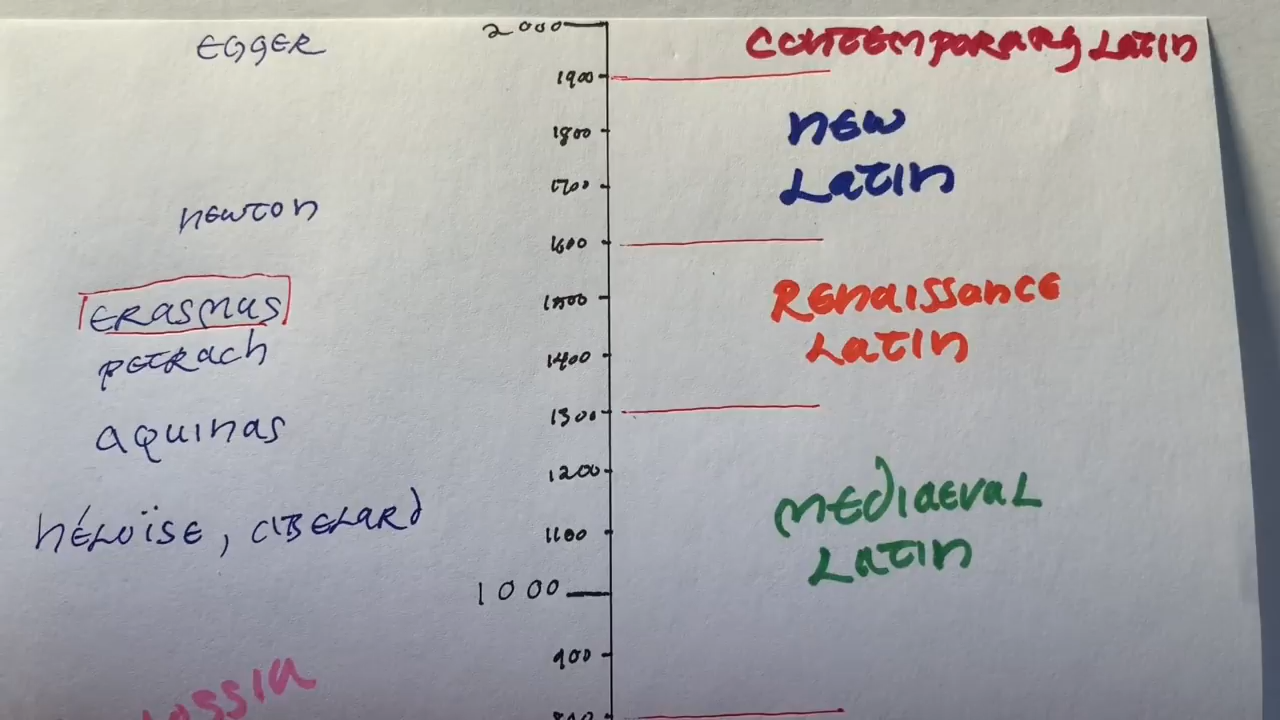 EGGER
NEWTON
ERASMUS
PETRACH
AQUINAS
HÉLOÏSE, ABELARD
2000
1900
1800
1700
1600
1500
1400
1300
1200
1100
1000
900
CONTEMPORARY LATIN
NEW
LATIN
RENAISSANCE
LATIN
MEDIAEVAL
LATIN